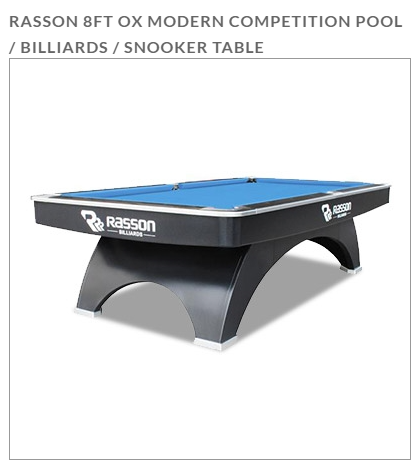 RASSON 8FT OX MODERN COMPETITION POOL
/ BILLIARDS / SNOOKER TABLE
RASSON
BILLIARDS
RASSON
BILLIARDS